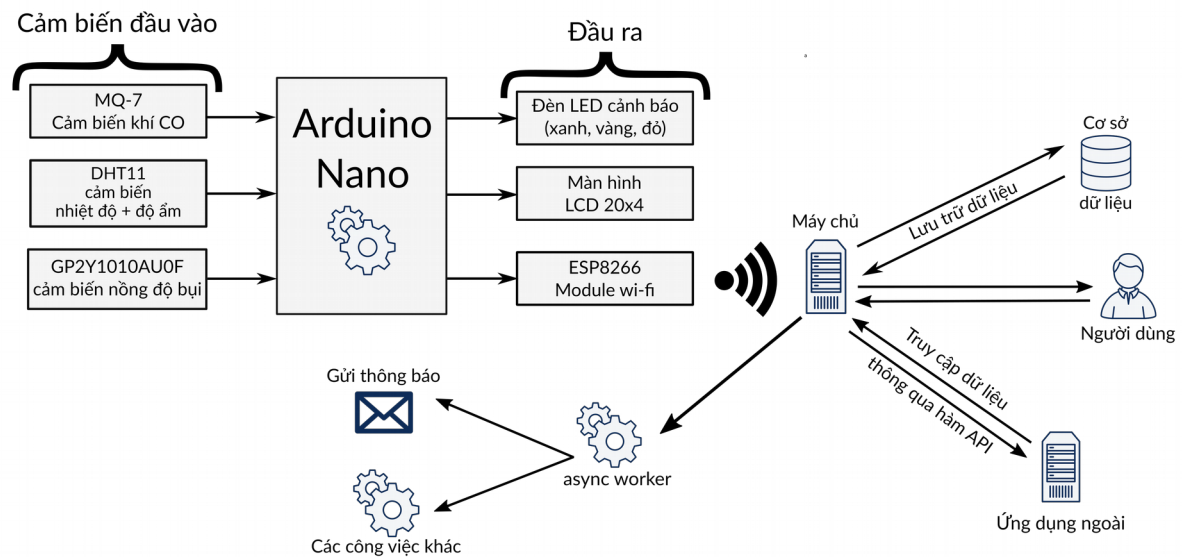 Cảm biến đầu vào
MQ-7
Cảm biến khí CO
DHT11
cảm biến
nhiệt độ + độ ẩm
GP2Y1010AU0F
cảm biến nồng độ bụi
Arduino
Nano
Đầu ra
Đèn LED cảnh báo
(xanh, vàng, đỏ)
Màn hình
LCD 20x4
ESP8266
Module wi-fi
Máy chủ
Cơ sở
dữ liệu
Lưu trữ dữ liệu
Người dùng
Truy cập dữ liệu
thông qua hàm API
Ứng dụng ngoài
async worker
Gửi thông báo
Các công việc khác